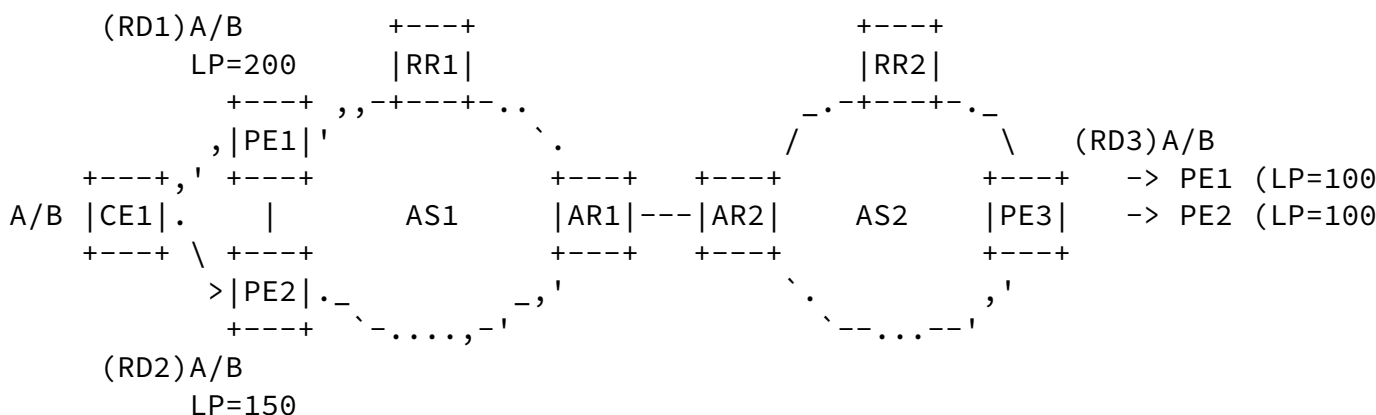 (RD1)A/B           +---+                          +---+
            LP=200       |RR1|                          |RR2|
              +---+ ,,-+---+-..                     _.-+---+-._
             ,|PE1|'            `.                 /            \    (RD3)A/B
     +---+,' +---+               +---+    +---+             +---+    -> PE1 (LP=100
A/B |CE1|.     |        AS1      |AR1|---|AR2|     AS2     |PE3|    -> PE2 (LP=100
     +---+ \ +---+               +---+    +---+             +---+
            >|PE2|._          _,'              `.          ,'
              +---+  `-....,-'                   `--...--'
      (RD2)A/B
            LP=150